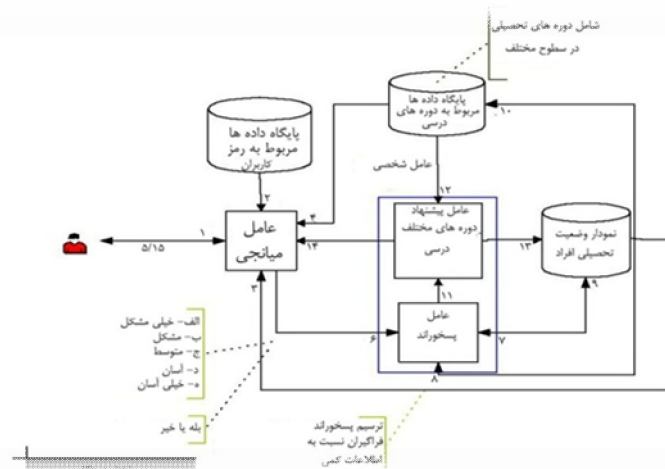 شامل دوره های تحصیلی
در سطوح مختلف
پایگاه داده ها
مربوط به دوره های
درسی
۱۰
پایگاه داده ها
مربوط به رمز
کاربران
عامل شخصی
۲
۴
۱۲
عامل
میانجی
۱
۵/۱۵
۱۴
عامل پیشنهاد
دوره های مختلف
درسی
۱۳
نمودار وضعیت
تحصیلی افراد
۹
۳
۱۱
عامل
پسخوراند
۶
۷
۸
الف- خیلی مشکل
ب- مشکل
ج- متوسط
د- آسان
ه- خیلی آسان
بله یا خیر
ترسیم پسخوراند
فراگیران نسبت به
اطلاعات کمی